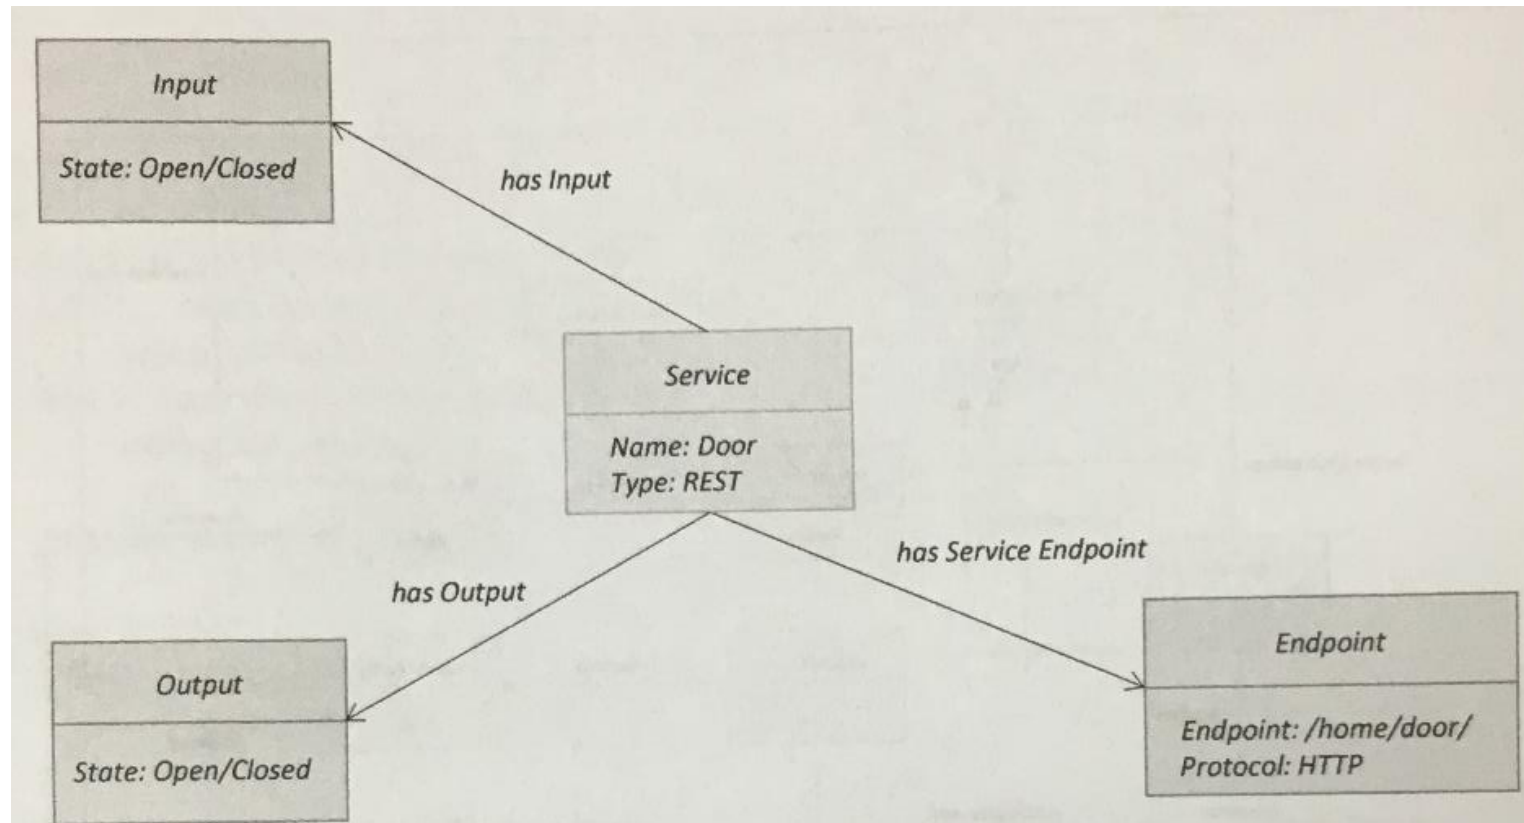 Input
State: Open/Closed
has Input
Service
Name: Door
Type: REST
has Output
has Service Endpoint
Output
State: Open/Closed
Endpoint
Endpoint: /home/door/
Protocol: HTTP